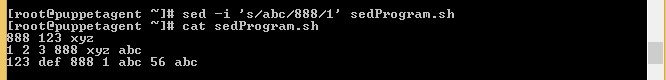 [root@puppetagent ~]# sed -i 's/abc/888/1' sedProgram.sh
[root@puppetagent ~]# cat sedProgram.sh
888 123 xyz
1 2 3 888 xyz abc
123 def 888 1 abc 56 abc